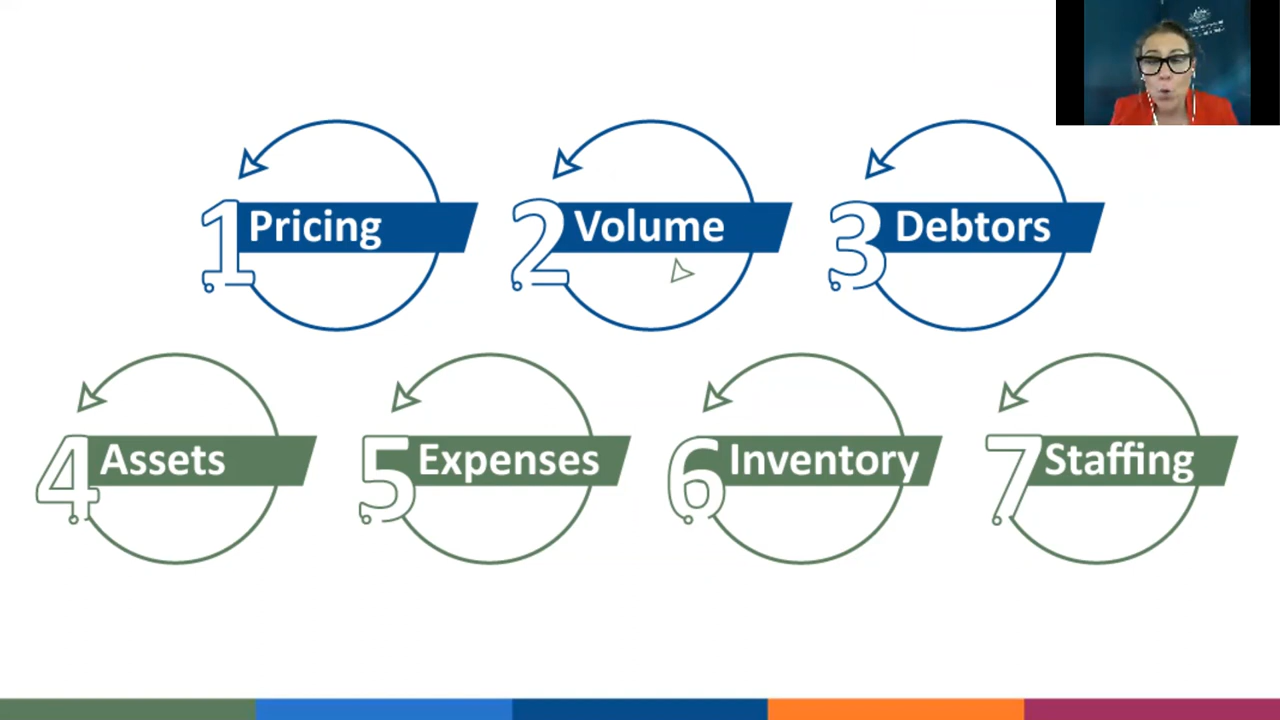 1 Pricing
2 Volume
3 Debtors
4 Assets
5 Expenses
6 Inventory
7 Staffing